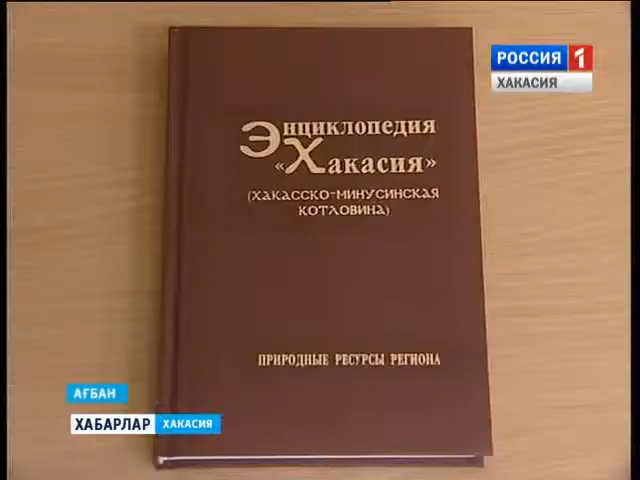 РОССИЯ 1
ХАКАСИЯ
Энциклопедия
«Хакасия»
(ХАКАССКО-МИНУСИНСКАЯ
КОТЛОВИНА)
ПРИРОДНЫЕ РЕСУРСЫ РЕГИОНА
АҒБАН
ХАБАРЛАР ХАКАСИЯ